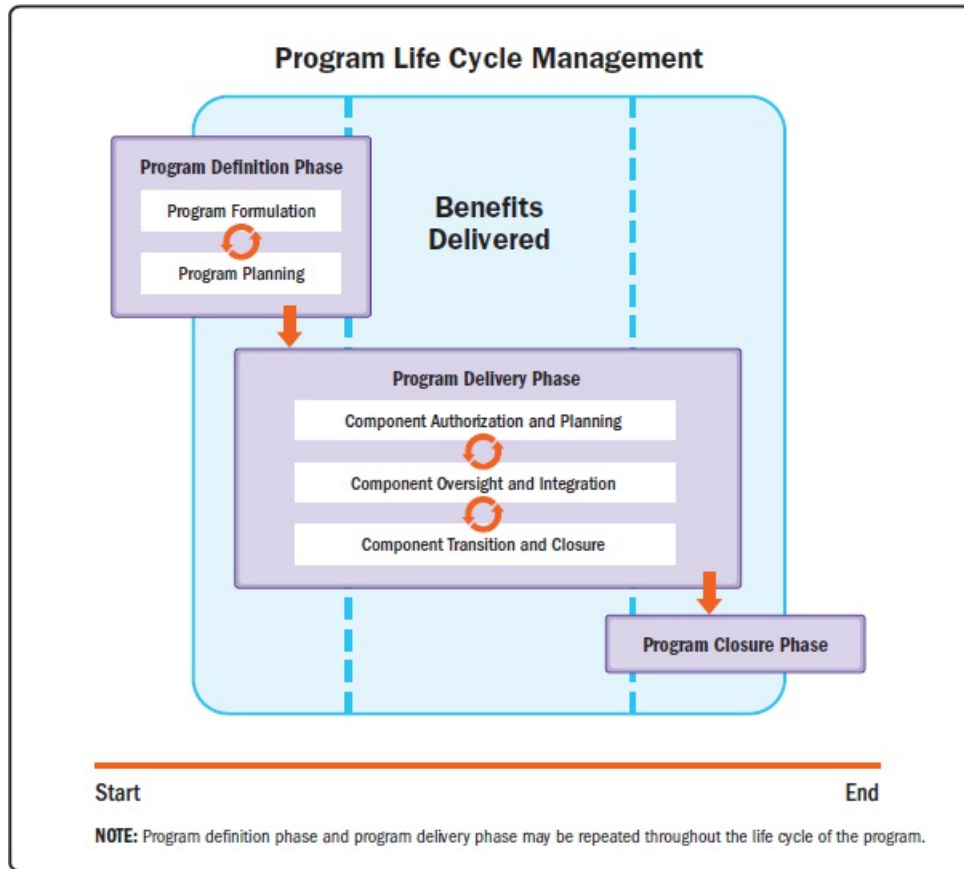 Program Life Cycle Management
Program Definition Phase
Program Formulation
Program Planning
Benefits
Delivered
Program Delivery Phase
Component Authorization and Planning
Component Oversight and Integration
Component Transition and Closure
Program Closure Phase
Start
End
NOTE: Program definition phase and program delivery phase may be repeated throughout the life cycle of the program.